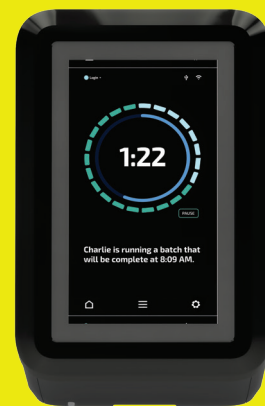 Login
1:22
PAUSE
Charlie is running a batch that
will be complete at 8:09 AM.